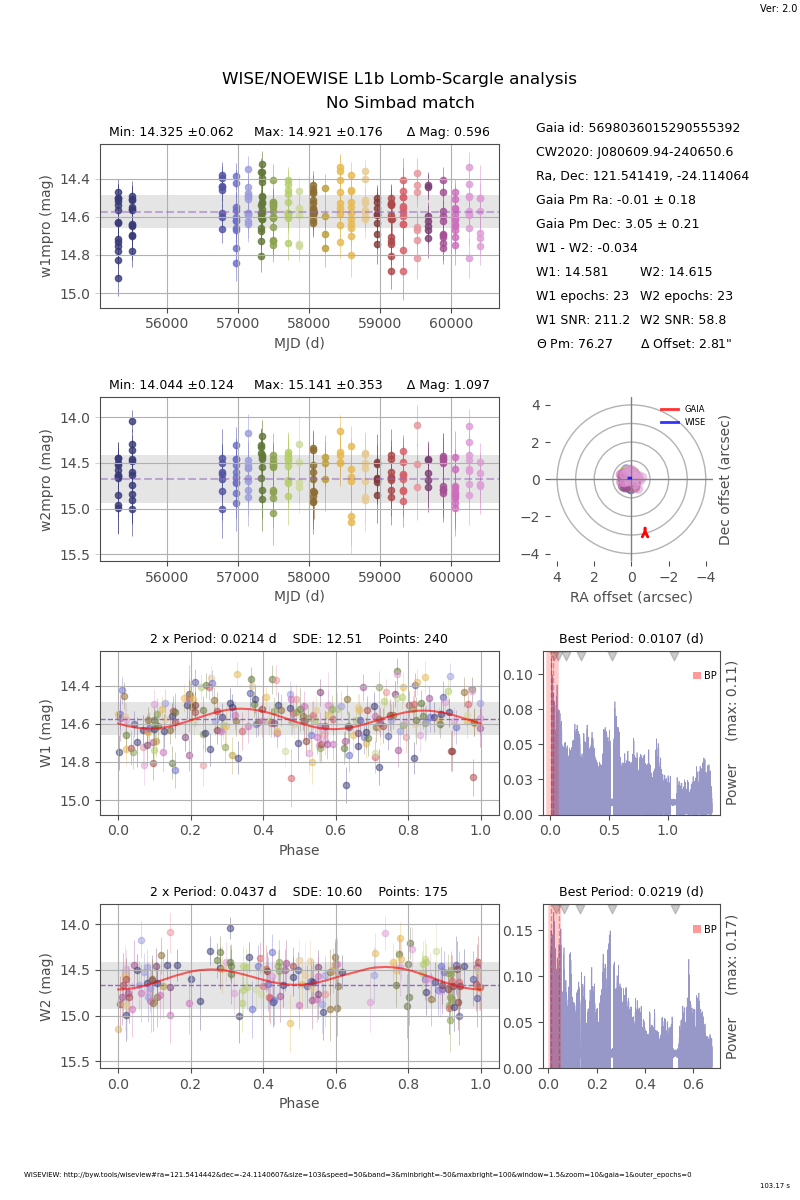 Ver: 2.0
WISE/NOEWISE L1b Lomb-Scargle analysis
No Simbad match
Min: 14.325 ±0.062 Max: 14.921 ±0.176 Δ Mag: 0.596
14.4
14.6
14.8
15.0
w1mpro (mag)
56000 57000 58000 59000 60000
MJD (d)
Gaia id: 5698036015290555392
CW2020: J080609.94-240650.6
Ra, Dec: 121.541419, -24.114064
Gaia Pm Ra: -0.01 ± 0.18
Gaia Pm Dec: 3.05 ± 0.21
W1 - W2: -0.034
W1: 14.581 W2: 14.615
W1 epochs: 23 W2 epochs: 23
W1 SNR: 211.2 W2 SNR: 58.8
Θ Pm: 76.27 Δ Offset: 2.81"
Min: 14.044 ±0.124 Max: 15.141 ±0.353 Δ Mag: 1.097
14.0
14.5
15.0
15.5
w2mpro (mag)
56000 57000 58000 59000 60000
MJD (d)
GAIA
WISE
4
2
0
−2
−4
Dec offset (arcsec)
4 2 0 −2 −4
RA offset (arcsec)
2 x Period: 0.0214 d SDE: 12.51 Points: 240
14.4
14.6
14.8
15.0
W1 (mag)
0.0 0.2 0.4 0.6 0.8 1.0
Phase
Best Period: 0.0107 (d)
BP
0.10
0.08
0.05
0.03
0.00
Power (max: 0.11)
0.0 0.5 1.0
2 x Period: 0.0437 d SDE: 10.60 Points: 175
14.0
14.5
15.0
15.5
W2 (mag)
0.0 0.2 0.4 0.6 0.8 1.0
Phase
Best Period: 0.0219 (d)
BP
0.15
0.10
0.05
0.00
Power (max: 0.17)
0.0 0.2 0.4 0.6
WISEVIEW: http://byw.tools/wiseview#ra=121.5414442&dec=-24.1140607&size=103&speed=50&band=3&minbright=-50&maxbright=100&window=1.5&zoom=10&gaia=1&outer_epochs=0
103.17 s